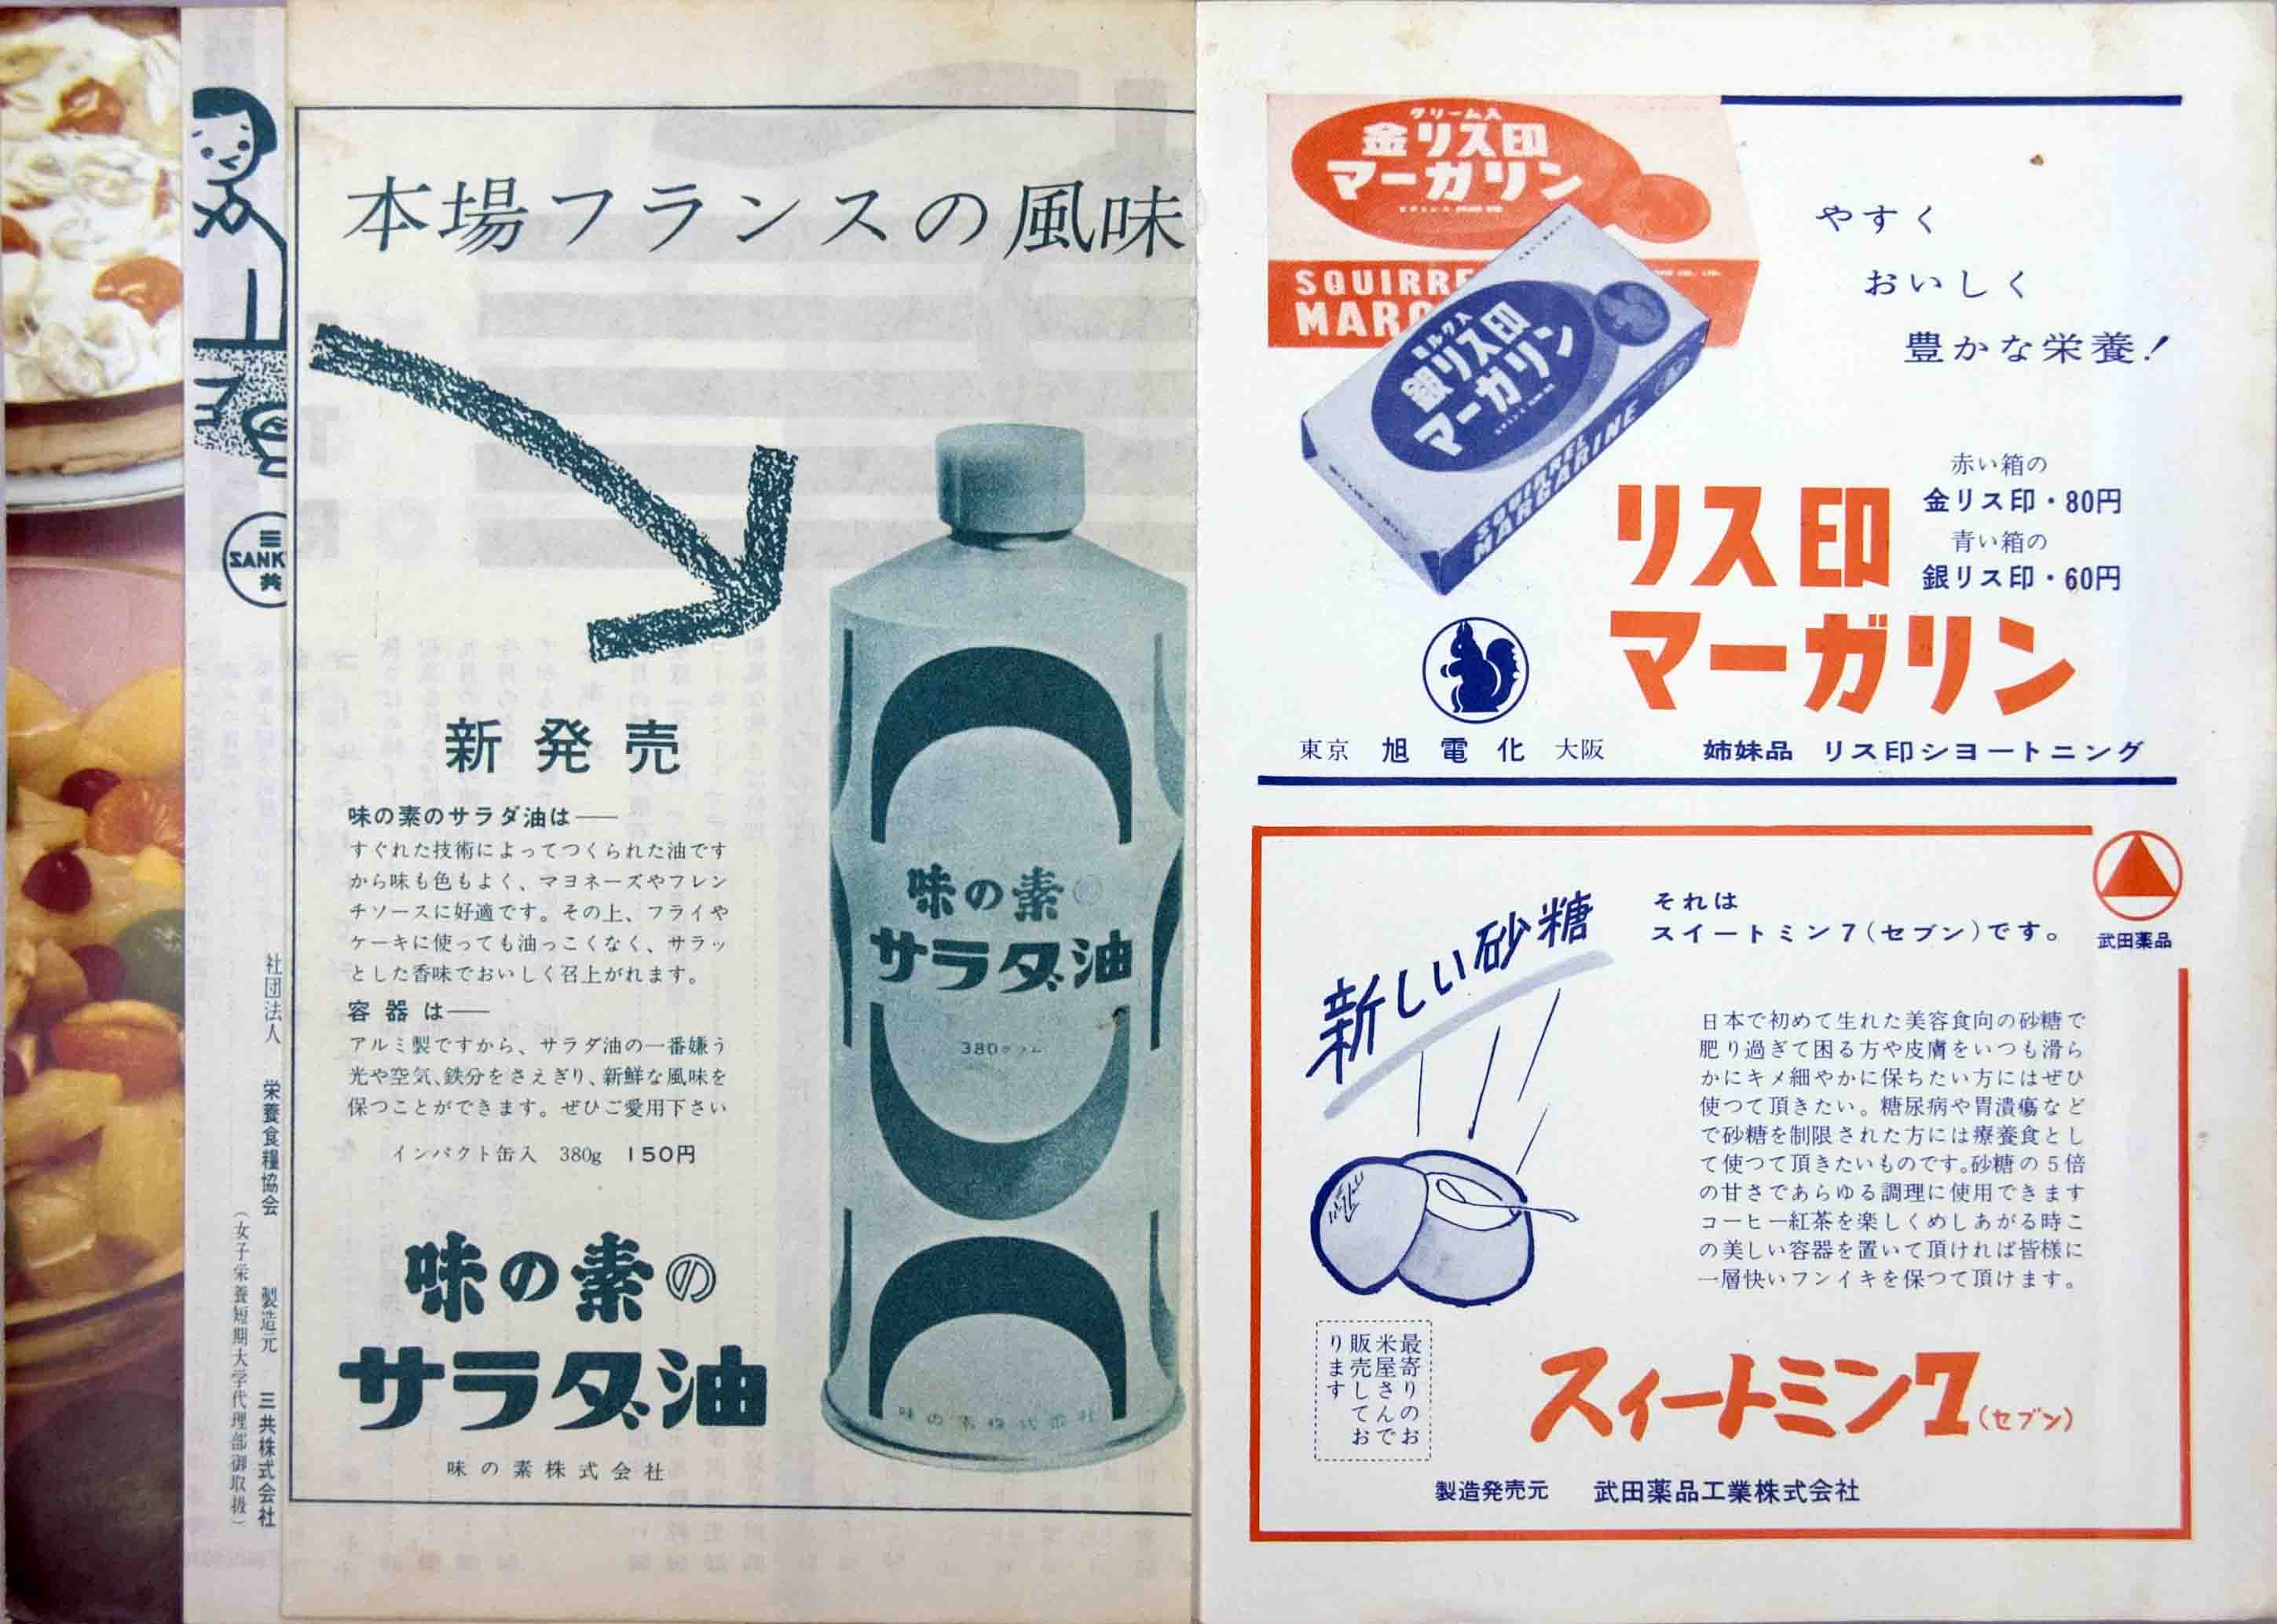 SANK
共
社団法人 栄養食糧協会 製造元 三共株式会社
(女子栄養短期大学代理部御取扱)
本場フランスの風味
新発売
味の素のサラダ油は――
すぐれた技術によってつくられた油です
から味も色もよく、マヨネーズやフレン
チソースに好適です。その上、フライや
ケーキに使っても油っこくなく、サラッ
とした香味でおいしく召上がれます。
容器は――
アルミ製ですから、サラダ油の一番嫌う
光や空気、鉄分をさえぎり、新鮮な風味を
保つことができます。ぜひご愛用下さい
インパクト缶入 380g 150円
味の素の
サラダ油
味の素株式会社
味の素の
サラダ油
380グラム
味の素株式会社
クリーム入
金リス印
マーガリン
SQUIRRE
MARG
ミルク入
銀リス印
マーガリン
SQUIRREL
MARGARINE
やすく
おいしく
豊かな栄養!
赤い箱の
金リス印・80円
青い箱の
銀リス印・60円
リス印
マーガリン
東京 旭電化 大阪
姉妹品 リス印シヨートニング
新しい砂糖
それは
スイートミン7(セブン)です。
武田薬品
日本で初めて生れた美容食向の砂糖で
肥り過ぎて困る方や皮膚をいつも滑ら
かにキメ細やかに保ちたい方にはぜひ
使つて頂きたい。糖尿病や胃潰瘍など
で砂糖を制限された方には療養食とし
て使つて頂きたいものです。砂糖の5倍
の甘さであらゆる調理に使用できます
コーヒー紅茶を楽しくめしあがる時こ
の美しい容器を置いて頂ければ皆様に
一層快いフンイキを保つて頂けます。
最寄りのお
米屋さんで
販売してお
ります
スイートミン7(セブン)
製造発売元 武田薬品工業株式会社